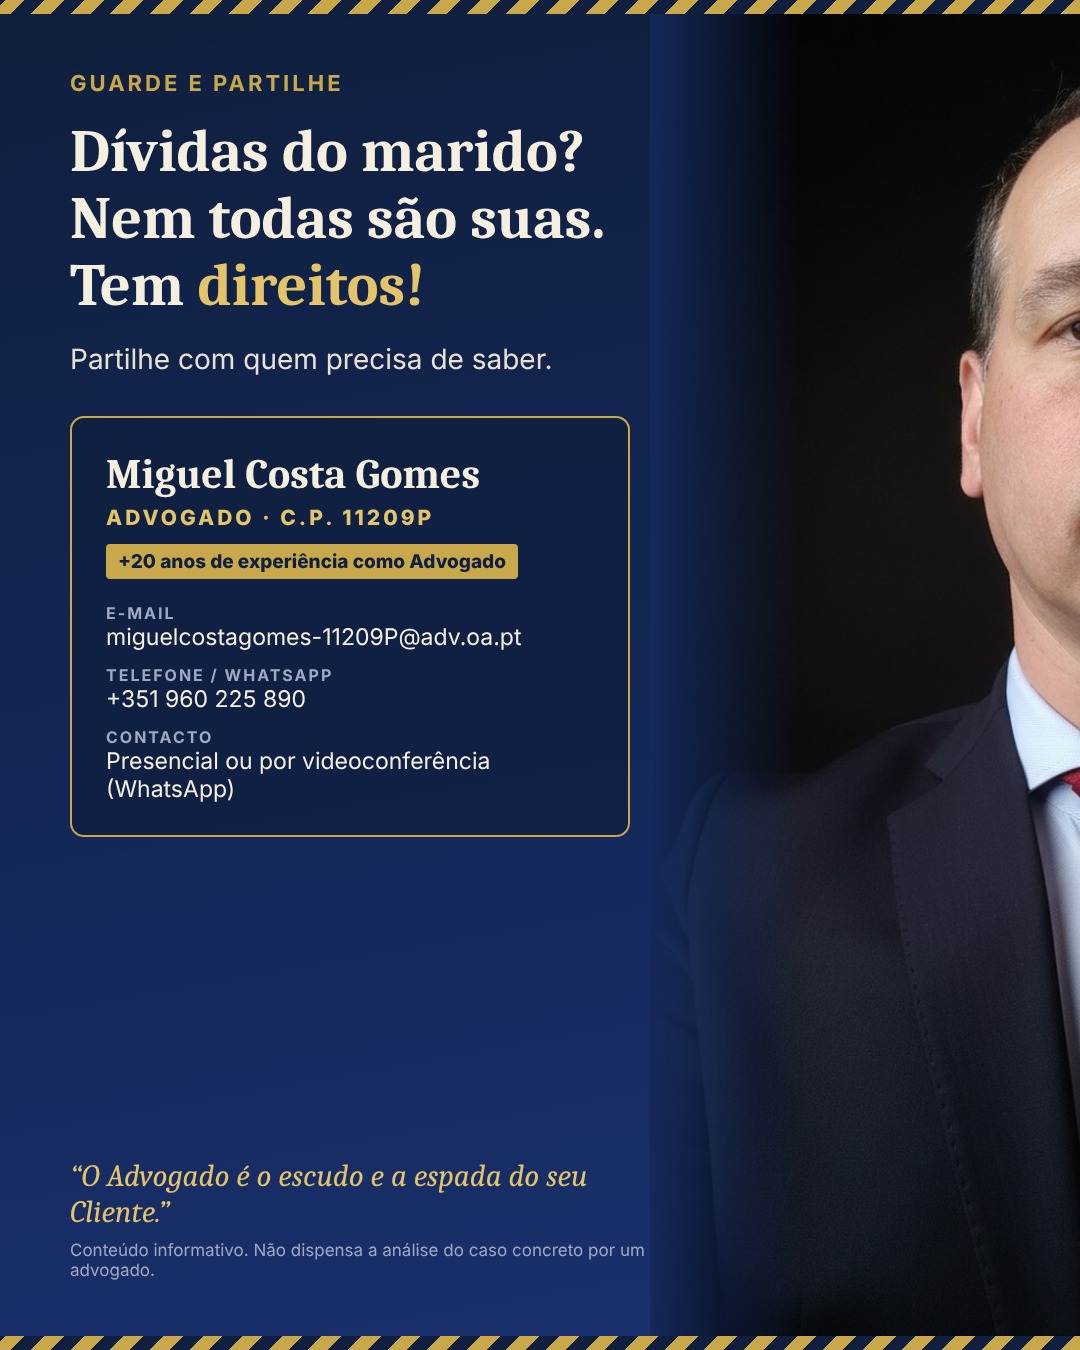 GUARDE E PARTILHE
Dívidas do marido?
Nem todas são suas.
Tem direitos!
Partilhe com quem precisa de saber.
Miguel Costa Gomes
ADVOGADO · C.P. 11209P
+20 anos de experiência como Advogado
E-MAIL
miguelcostagomes-11209P@adv.oa.pt
TELEFONE / WHATSAPP
+351 960 225 890
CONTACTO
Presencial ou por videoconferência
(WhatsApp)
“O Advogado é o escudo e a espada do seu
Cliente.”
Conteúdo informativo. Não dispensa a análise do caso concreto por um
advogado.